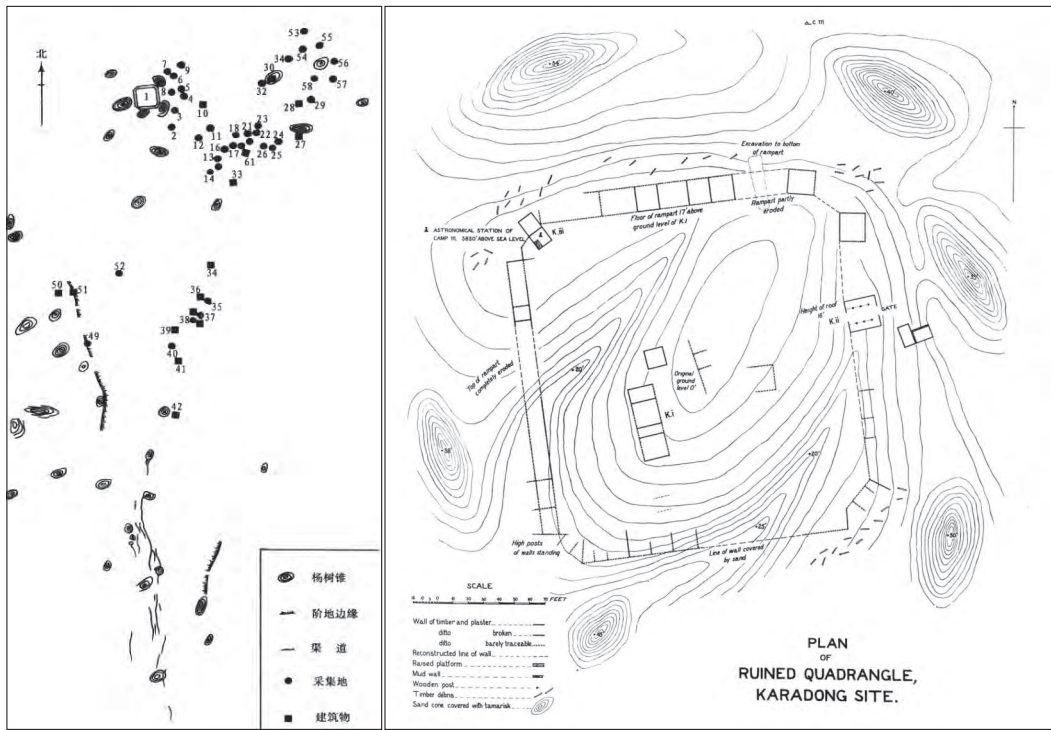 北
53
55
34
54
30
56
7
9
6
58
57
32
5
8
4
1
28
29
10
3
23
21
2
11
18
22
24
27
12
16
17
26
25
13
61
14
33
52
34
50
51
36
35
38
37
39
49
40
41
42
杨树锥
阶地边缘
渠道
采集地
建筑物
C III
N
+40'
Excavation to bottom
of rampart
Rampart partly
eroded
Floor of rampart 17' above
ground level of K.I
ASTRONOMICAL STATION OF
CAMP III, 3830' ABOVE SEA LEVEL
K.iii
Height of roof
16'
K.ii
GATE
Top of rampart
completely eroded
Original
ground
level 0'
K.i
+20'
+25'
High posts
of walls standing
Line of wall covered
by sand
SCALE
FEET
Wall of timber and plaster
ditto broken
ditto barely traceable
Reconstructed line of wall
Raised platform
Mud wall
Wooden post
Timber débris
Sand cone covered with tamarisk
PLAN
OF
RUINED QUADRANGLE,
KARADONG SITE.